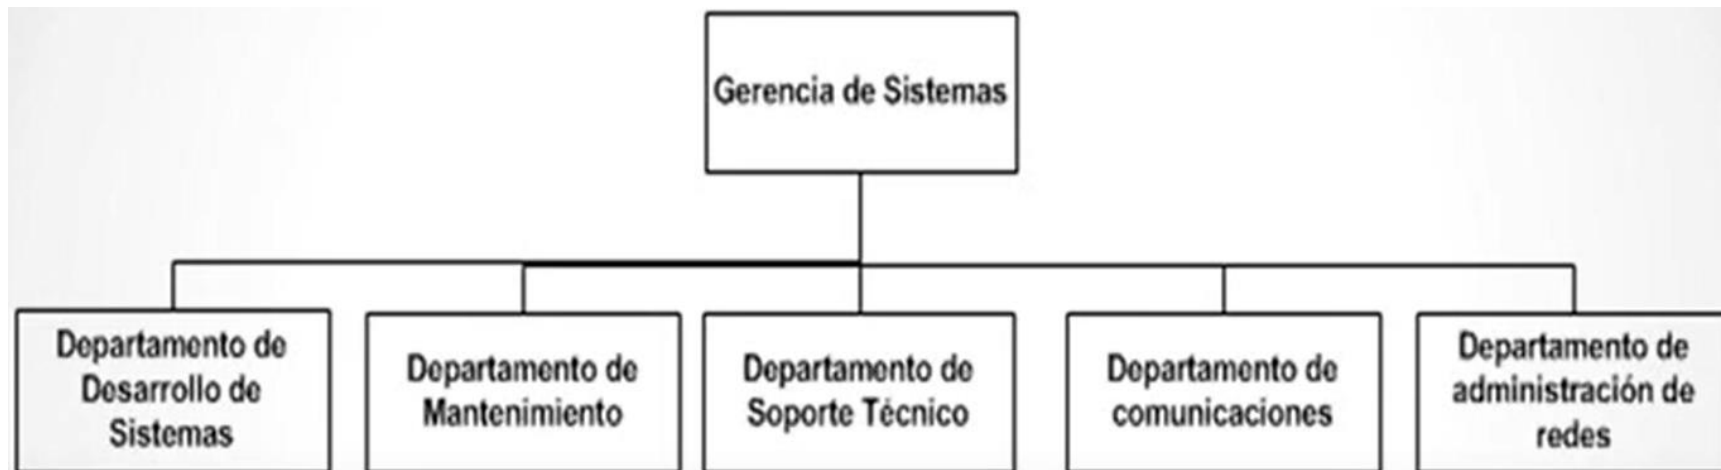 Gerencia de Sistemas
Departamento de
Desarrollo de
Sistemas
Departamento de
Mantenimiento
Departamento de
Soporte Técnico
Departamento de
comunicaciones
Departamento de
administración de
redes